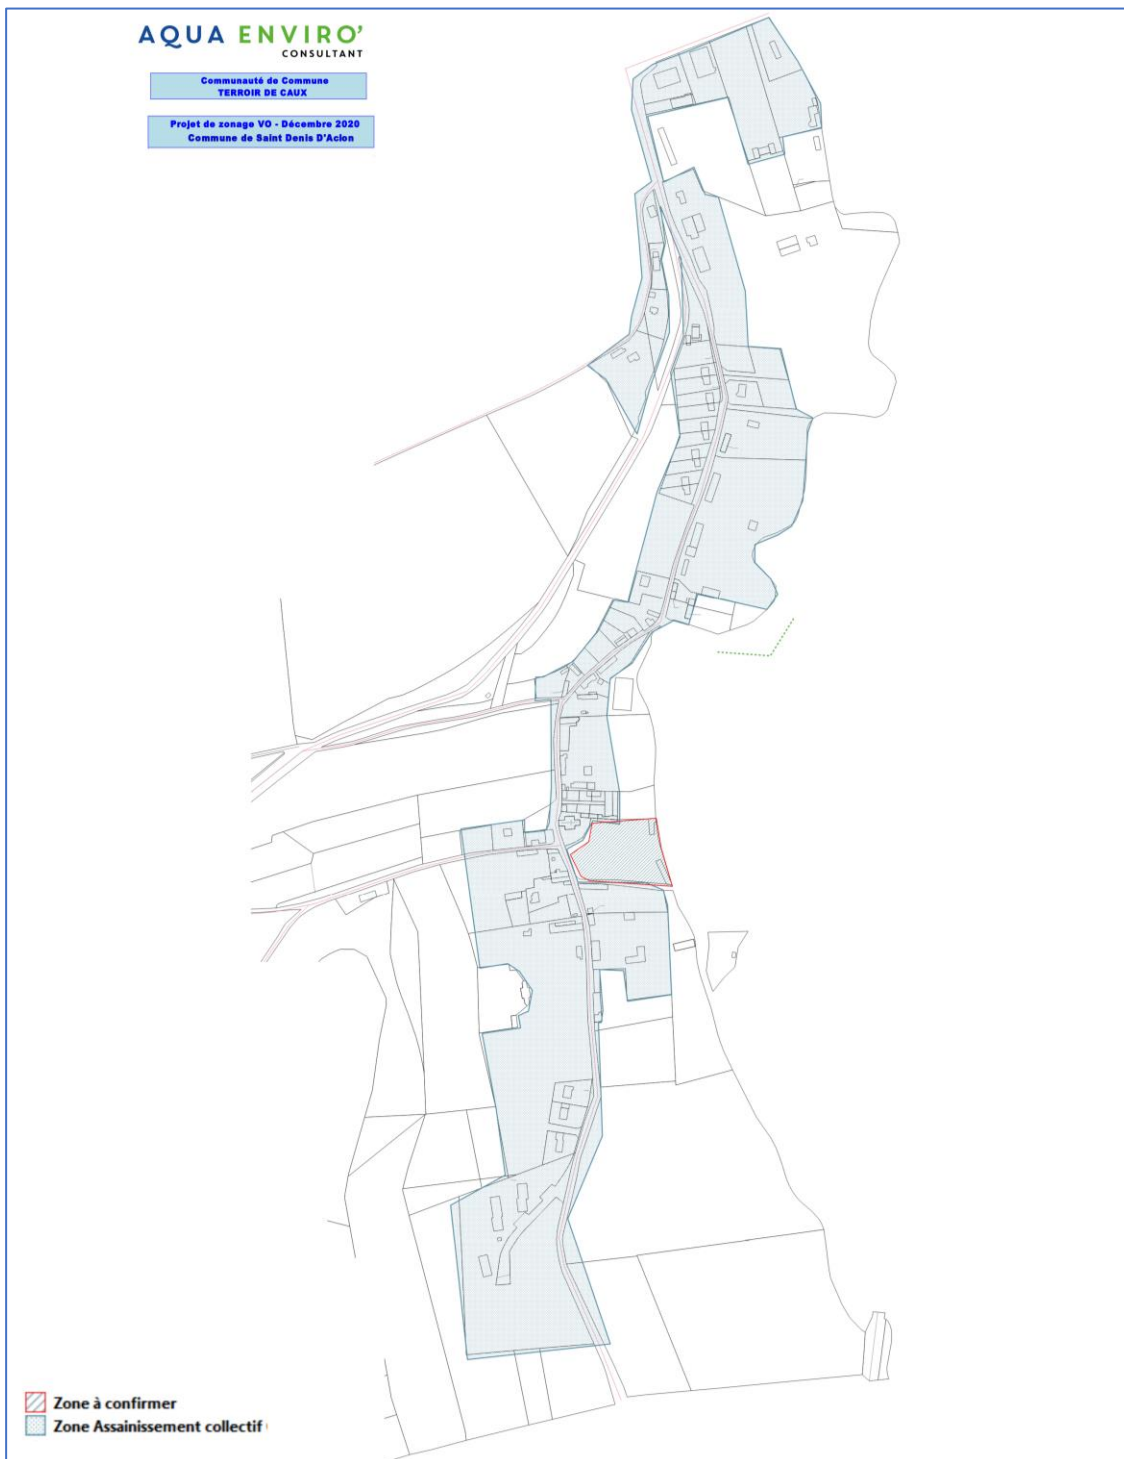 AQUA ENVIRO'
CONSULTANT
Communauté de Commune
TERROIR DE CAUX
Projet de zonage VO - Décembre 2020
Commune de Saint Denis D'Aclon
Zone à confirmer
Zone Assainissement collectif